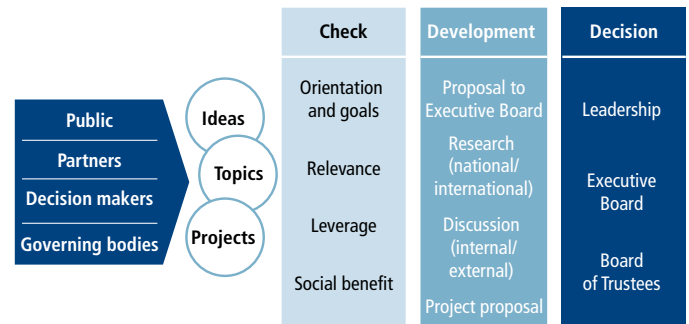 Public
Partners
Decision makers
Governing bodies
Ideas
Topics
Projects
Check
Orientation
and goals
Relevance
Leverage
Social benefit
Development
Proposal to
Executive Board
Research
(national/
international)
Discussion
(internal/
external)
Project proposal
Decision
Leadership
Executive
Board
Board
of Trustees